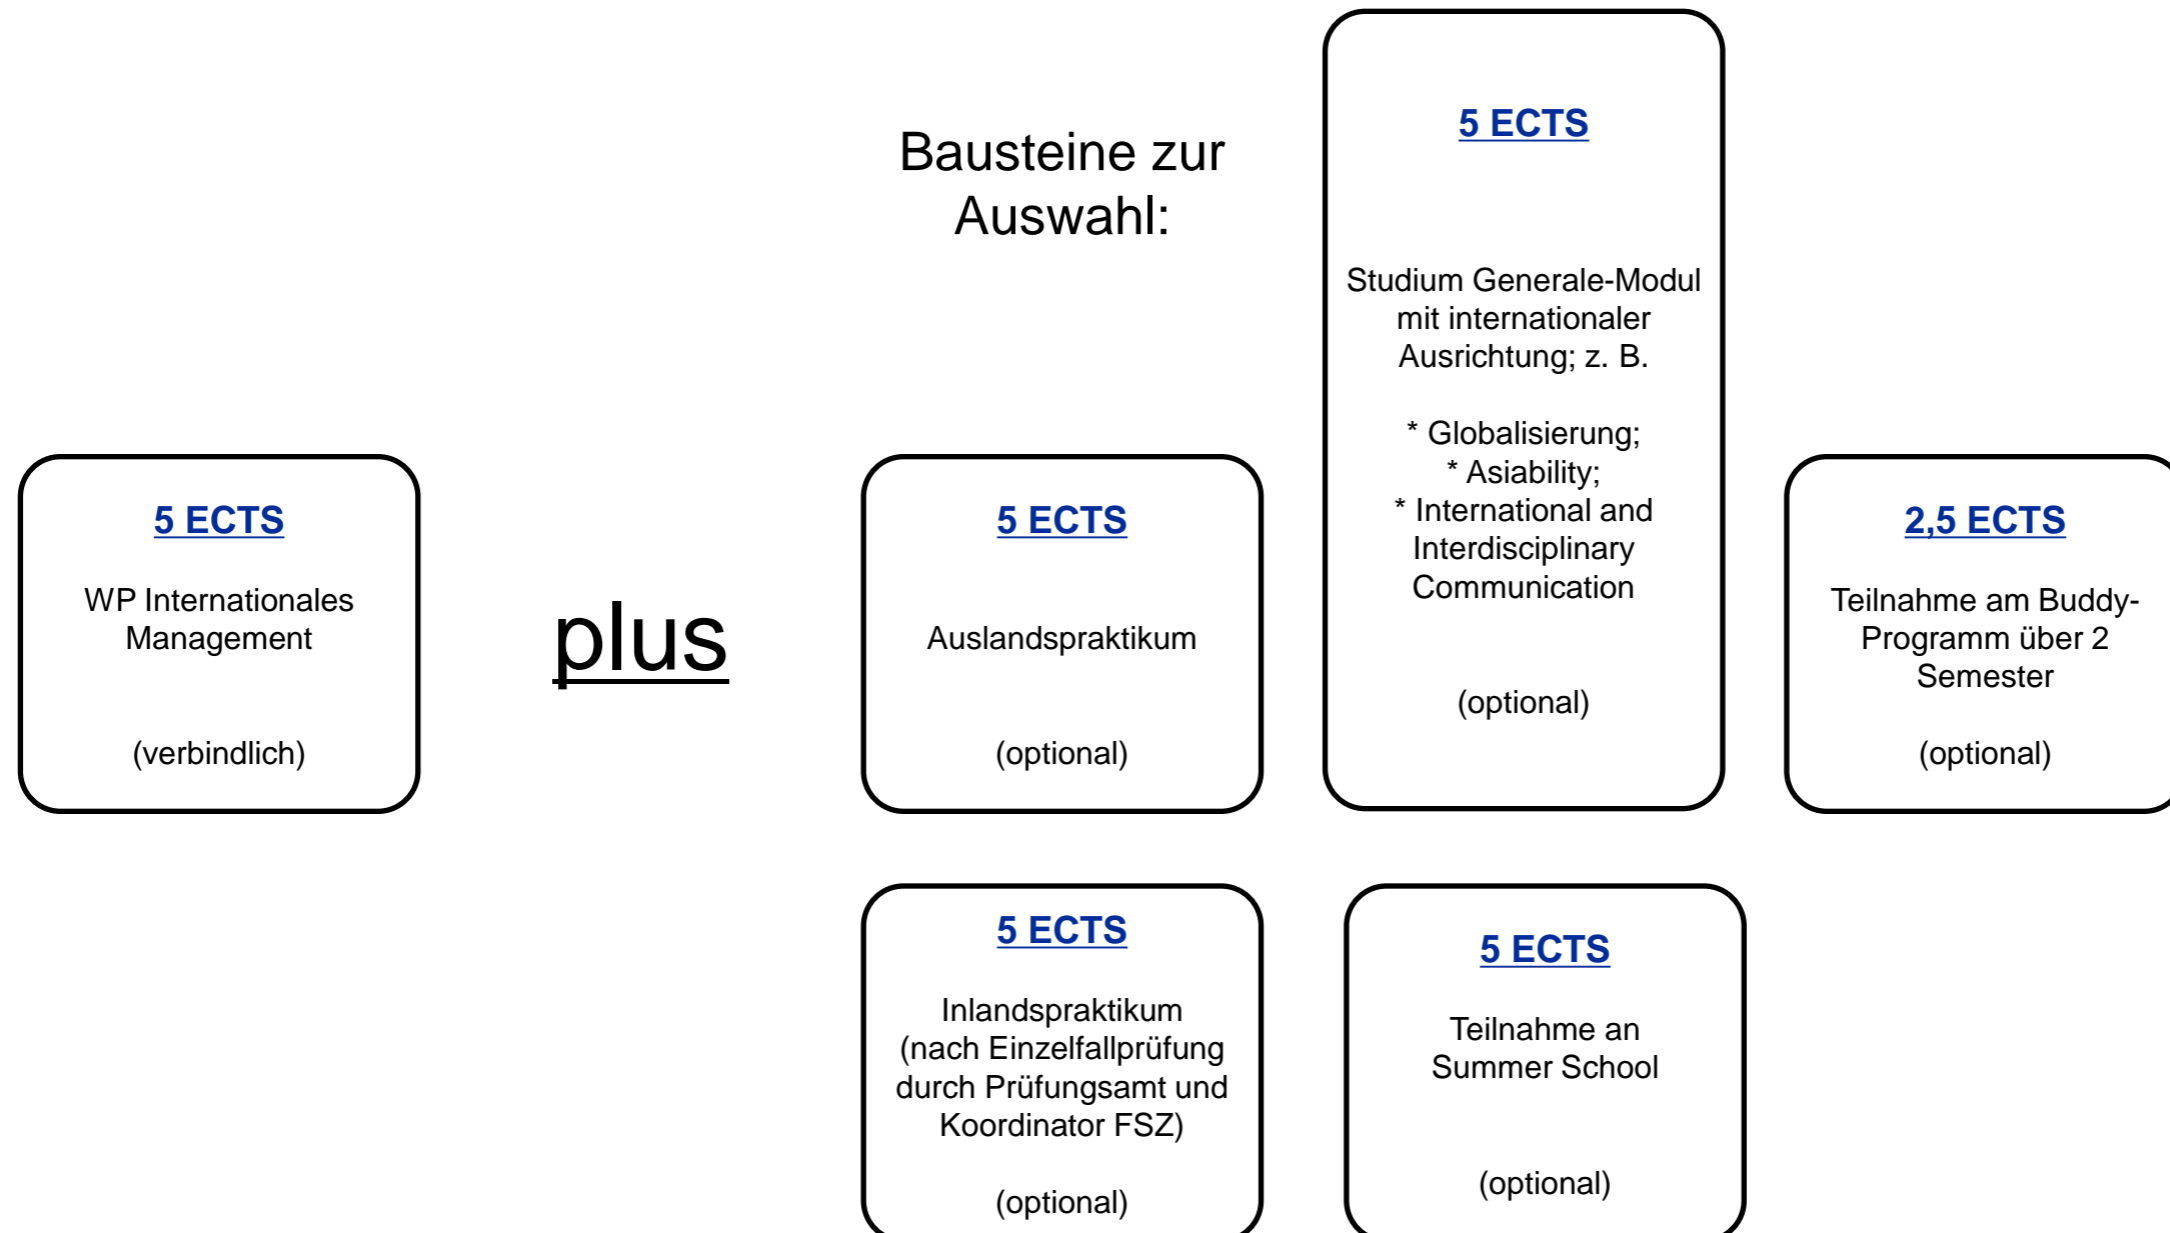 Bausteine zur
Auswahl:
5 ECTS
WP Internationales
Management
(verbindlich)
plus
5 ECTS
Auslandspraktikum
(optional)
5 ECTS
Studium Generale-Modul
mit internationaler
Ausrichtung; z. B.
* Globalisierung;
* Asiability;
* International and
Interdisciplinary
Communication
(optional)
2,5 ECTS
Teilnahme am Buddy-
Programm über 2
Semester
(optional)
5 ECTS
Inlandspraktikum
(nach Einzelfallprüfung
durch Prüfungsamt und
Koordinator FSZ)
(optional)
5 ECTS
Teilnahme an
Summer School
(optional)